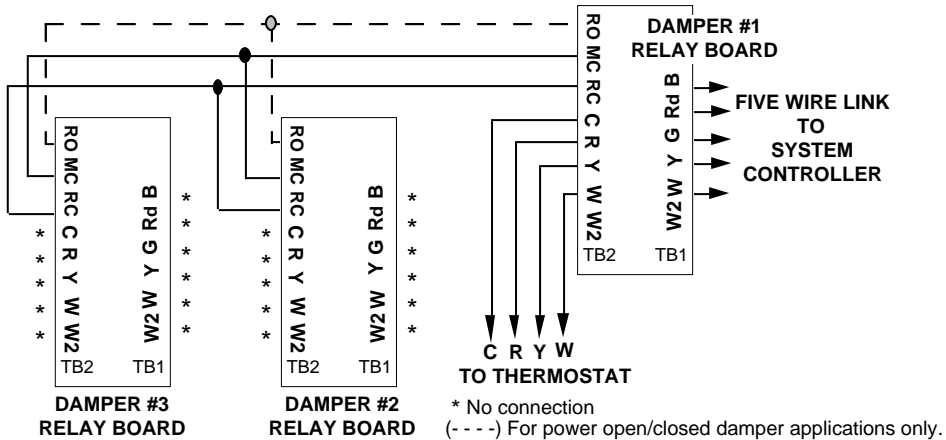 DAMPER #1
RELAY BOARD
RO MC RC C R Y W W2
B Rd G Y W W2
TB2 TB1
FIVE WIRE LINK
TO
SYSTEM
CONTROLLER
RO MC RC C R Y W W2
* * * * *
B Rd G Y W W2
* * * * * *
TB2 TB1
RO MC RC C R Y W W2
* * * * *
B Rd G Y W W2
* * * * * *
TB2 TB1
C R Y W
TO THERMOSTAT
DAMPER #3
RELAY BOARD
DAMPER #2
RELAY BOARD
* No connection
(- - - -) For power open/closed damper applications only.